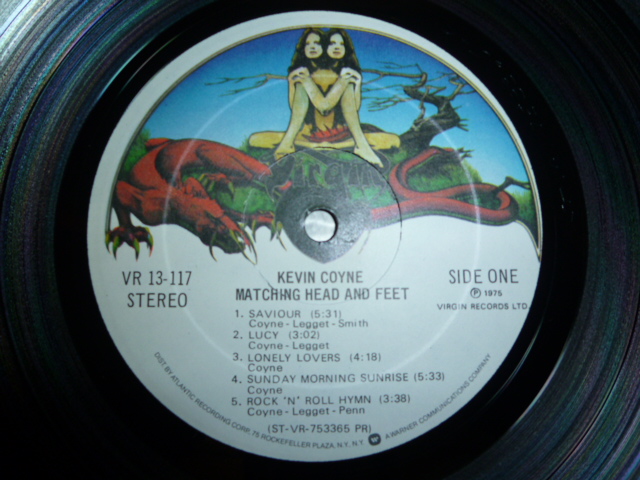 Virgin
VR 13-117
STEREO
KEVIN COYNE
MATCHING HEAD AND FEET
SIDE ONE
℗ 1975
VIRGIN RECORDS LTD.
1. SAVIOUR (5:31)
Coyne - Legget - Smith
2. LUCY (3:02)
Coyne - Legget
3. LONELY LOVERS (4:18)
Coyne
4. SUNDAY MORNING SUNRISE (5:33)
Coyne
5. ROCK 'N' ROLL HYMN (3:38)
Coyne - Legget - Penn
(ST-VR-753365 PR)
DIST BY ATLANTIC RECORDING CORP. 75 ROCKEFELLER PLAZA, N.Y. N.Y. A WARNER COMMUNICATIONS COMPANY